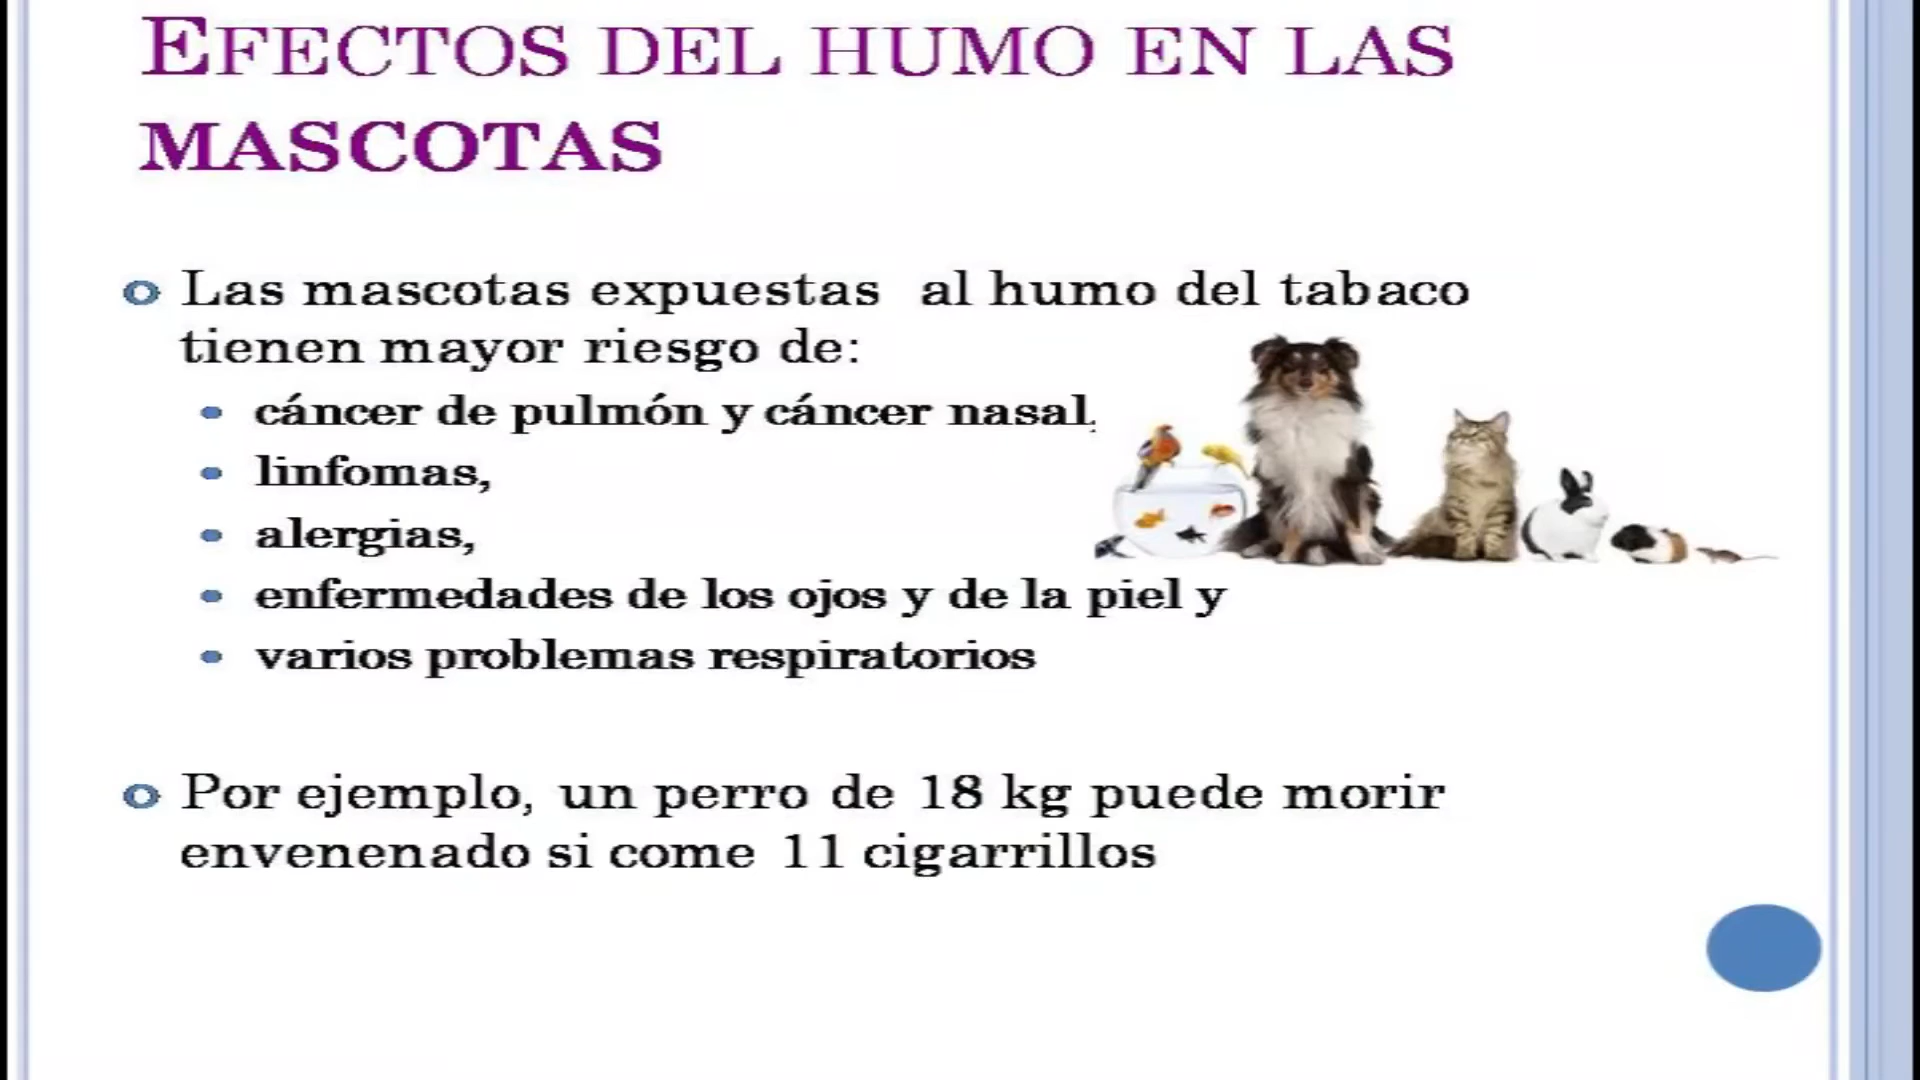 EFECTOS DEL HUMO EN LAS
MASCOTAS
Las mascotas expuestas al humo del tabaco
tienen mayor riesgo de:
cáncer de pulmón y cáncer nasal,
linfomas,
alergias,
enfermedades de los ojos y de la piel y
varios problemas respiratorios
Por ejemplo, un perro de 18 kg puede morir
envenenado si come 11 cigarrillos